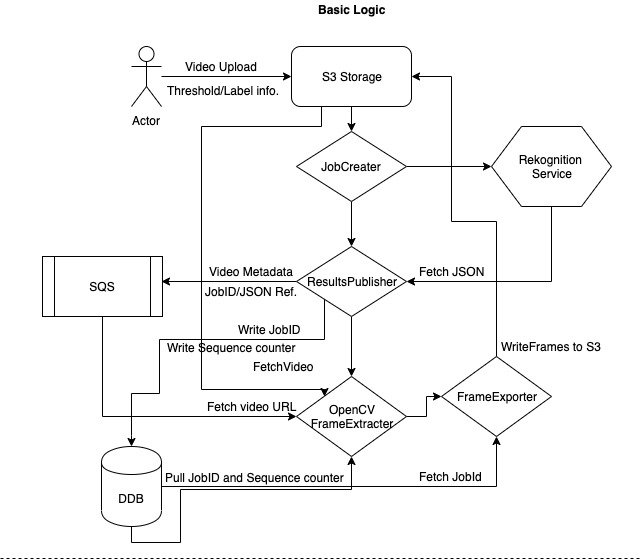 Basic Logic
Video Upload
Threshold/Label info.
Actor
S3 Storage
JobCreater
Rekognition
Service
Video Metadata
JobID/JSON Ref.
ResultsPublisher
Fetch JSON
SQS
Write JobID
Write Sequence counter
FetchVideo
WriteFrames to S3
Fetch video URL
OpenCV
FrameExtracter
FrameExporter
DDB
Pull JobID and Sequence counter
Fetch JobId